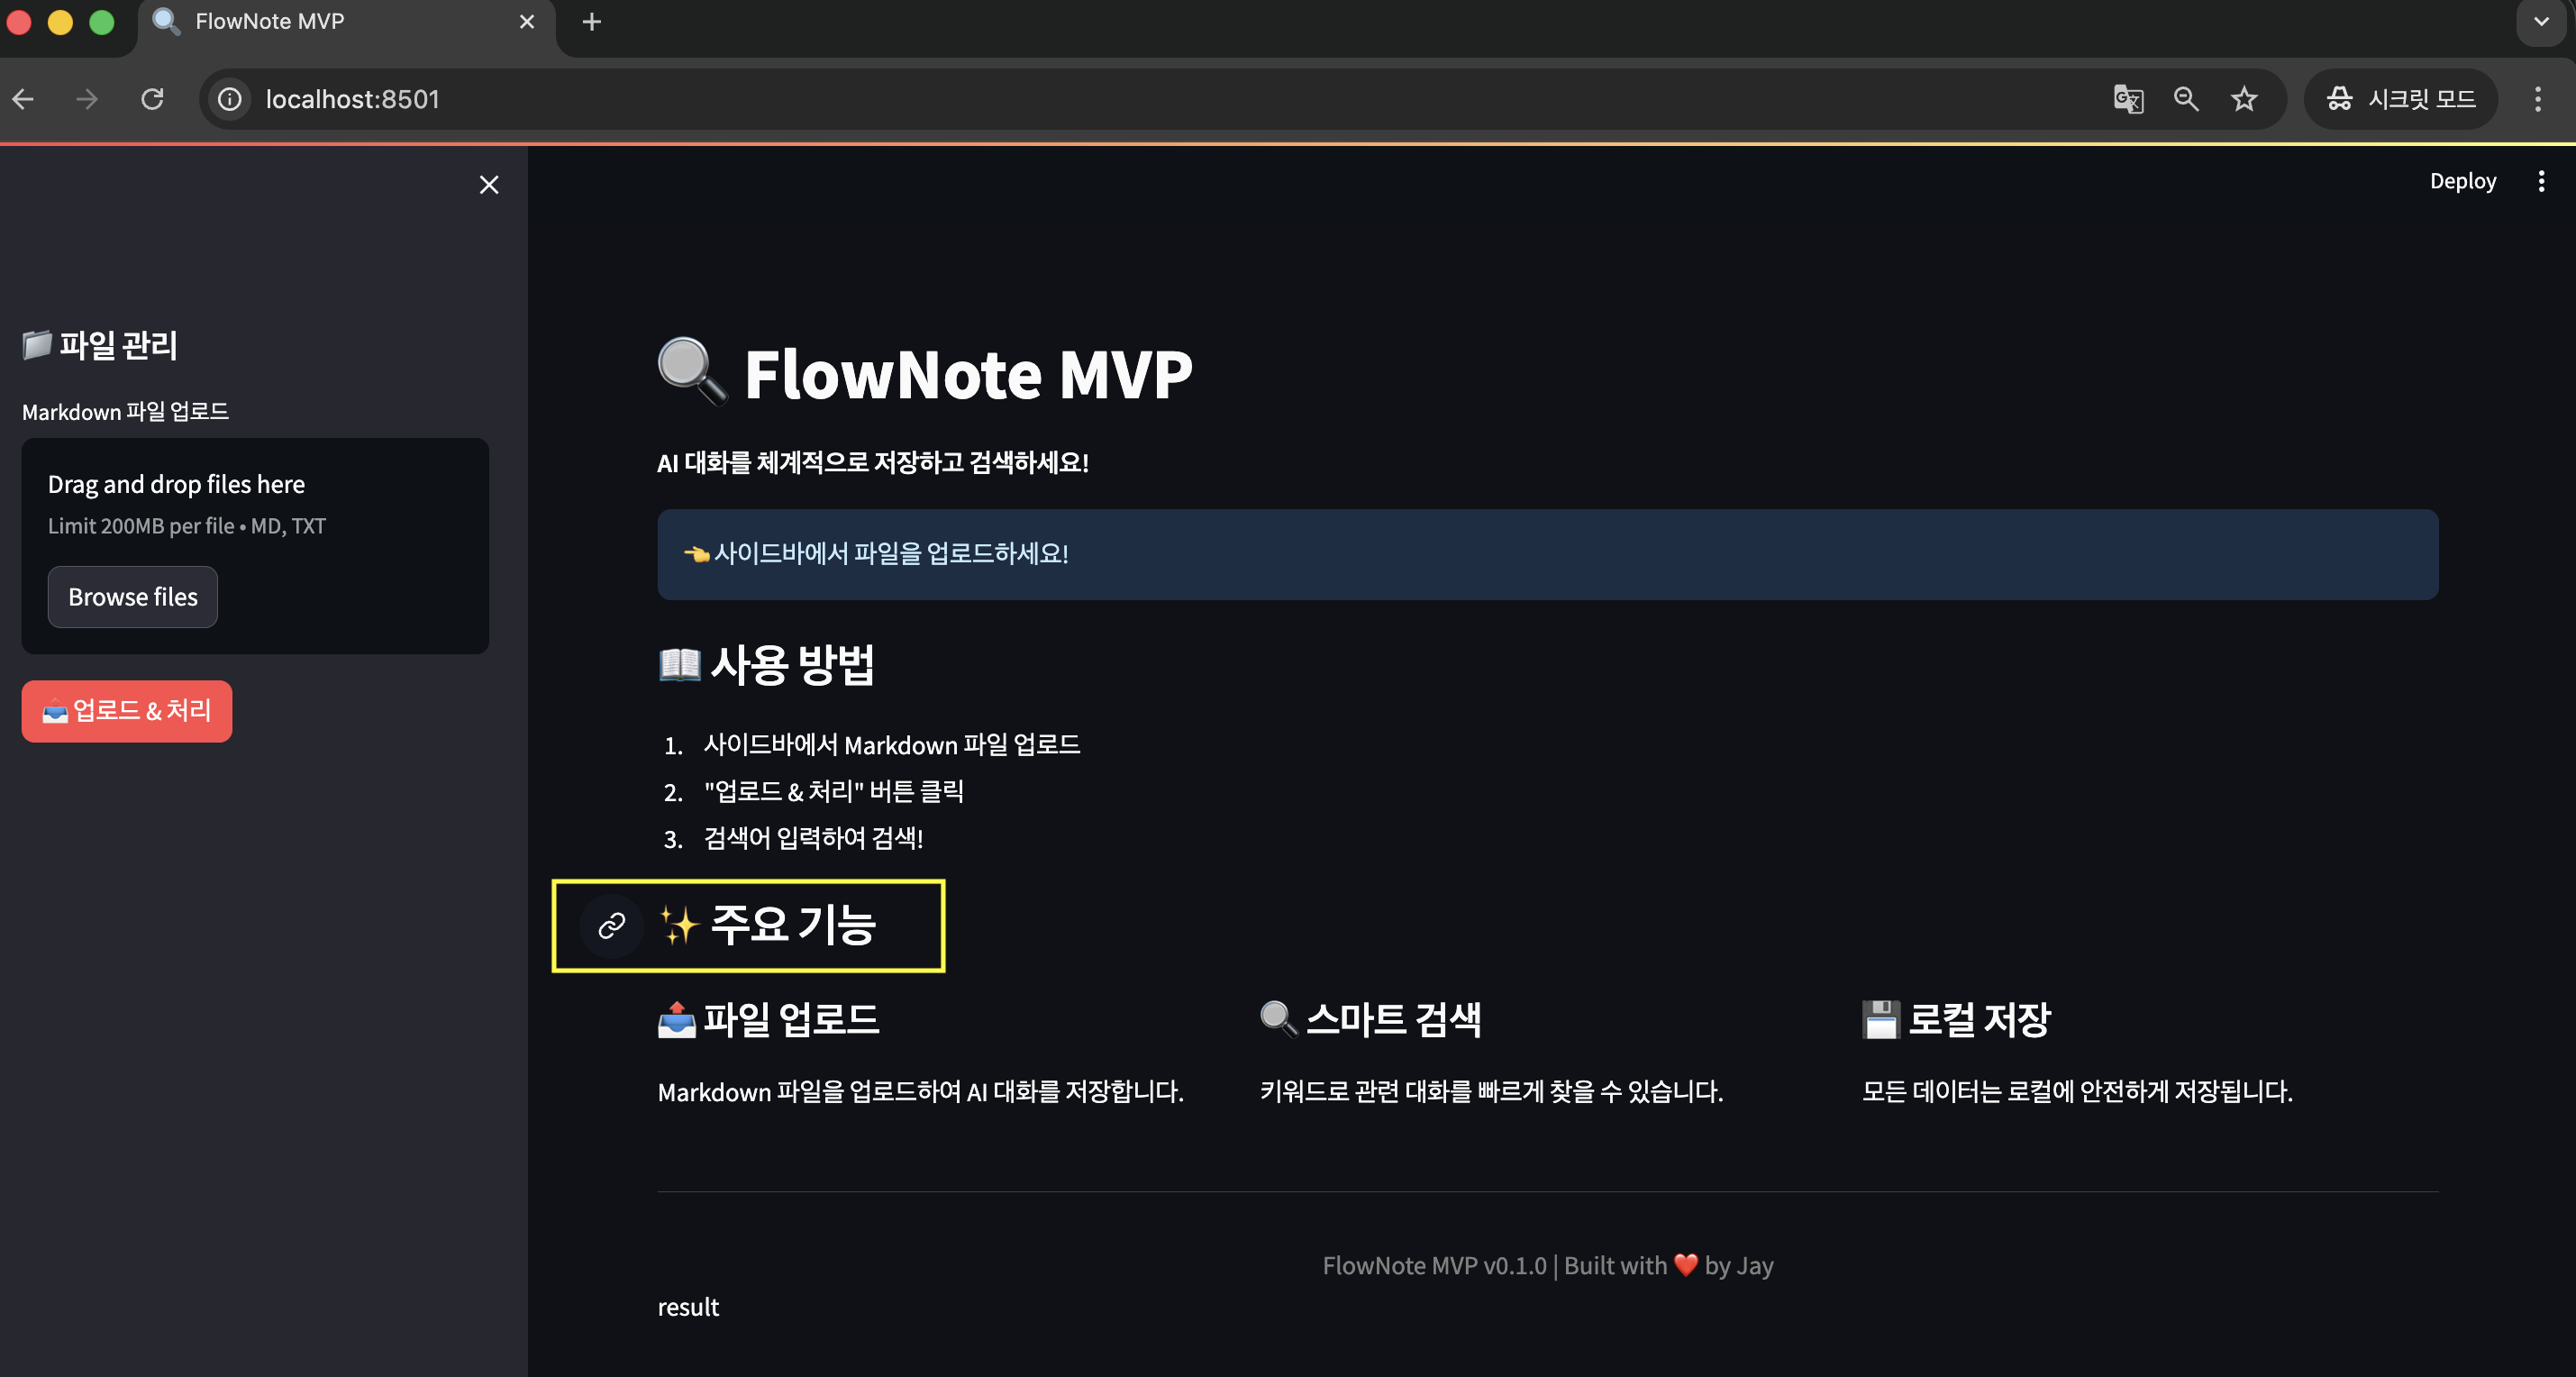 FlowNote MVP
localhost:8501
시크릿 모드
Deploy
📁 파일 관리
Markdown 파일 업로드
Drag and drop files here
Limit 200MB per file • MD, TXT
Browse files
📥 업로드 & 처리
🔍 FlowNote MVP
AI 대화를 체계적으로 저장하고 검색하세요!
👈 사이드바에서 파일을 업로드하세요!
📖 사용 방법
1. 사이드바에서 Markdown 파일 업로드
2. "업로드 & 처리" 버튼 클릭
3. 검색어 입력하여 검색!
✨ 주요 기능
📤 파일 업로드
Markdown 파일을 업로드하여 AI 대화를 저장합니다.
🔍 스마트 검색
키워드로 관련 대화를 빠르게 찾을 수 있습니다.
💾 로컬 저장
모든 데이터는 로컬에 안전하게 저장됩니다.
FlowNote MVP v0.1.0 | Built with ❤️ by Jay
result